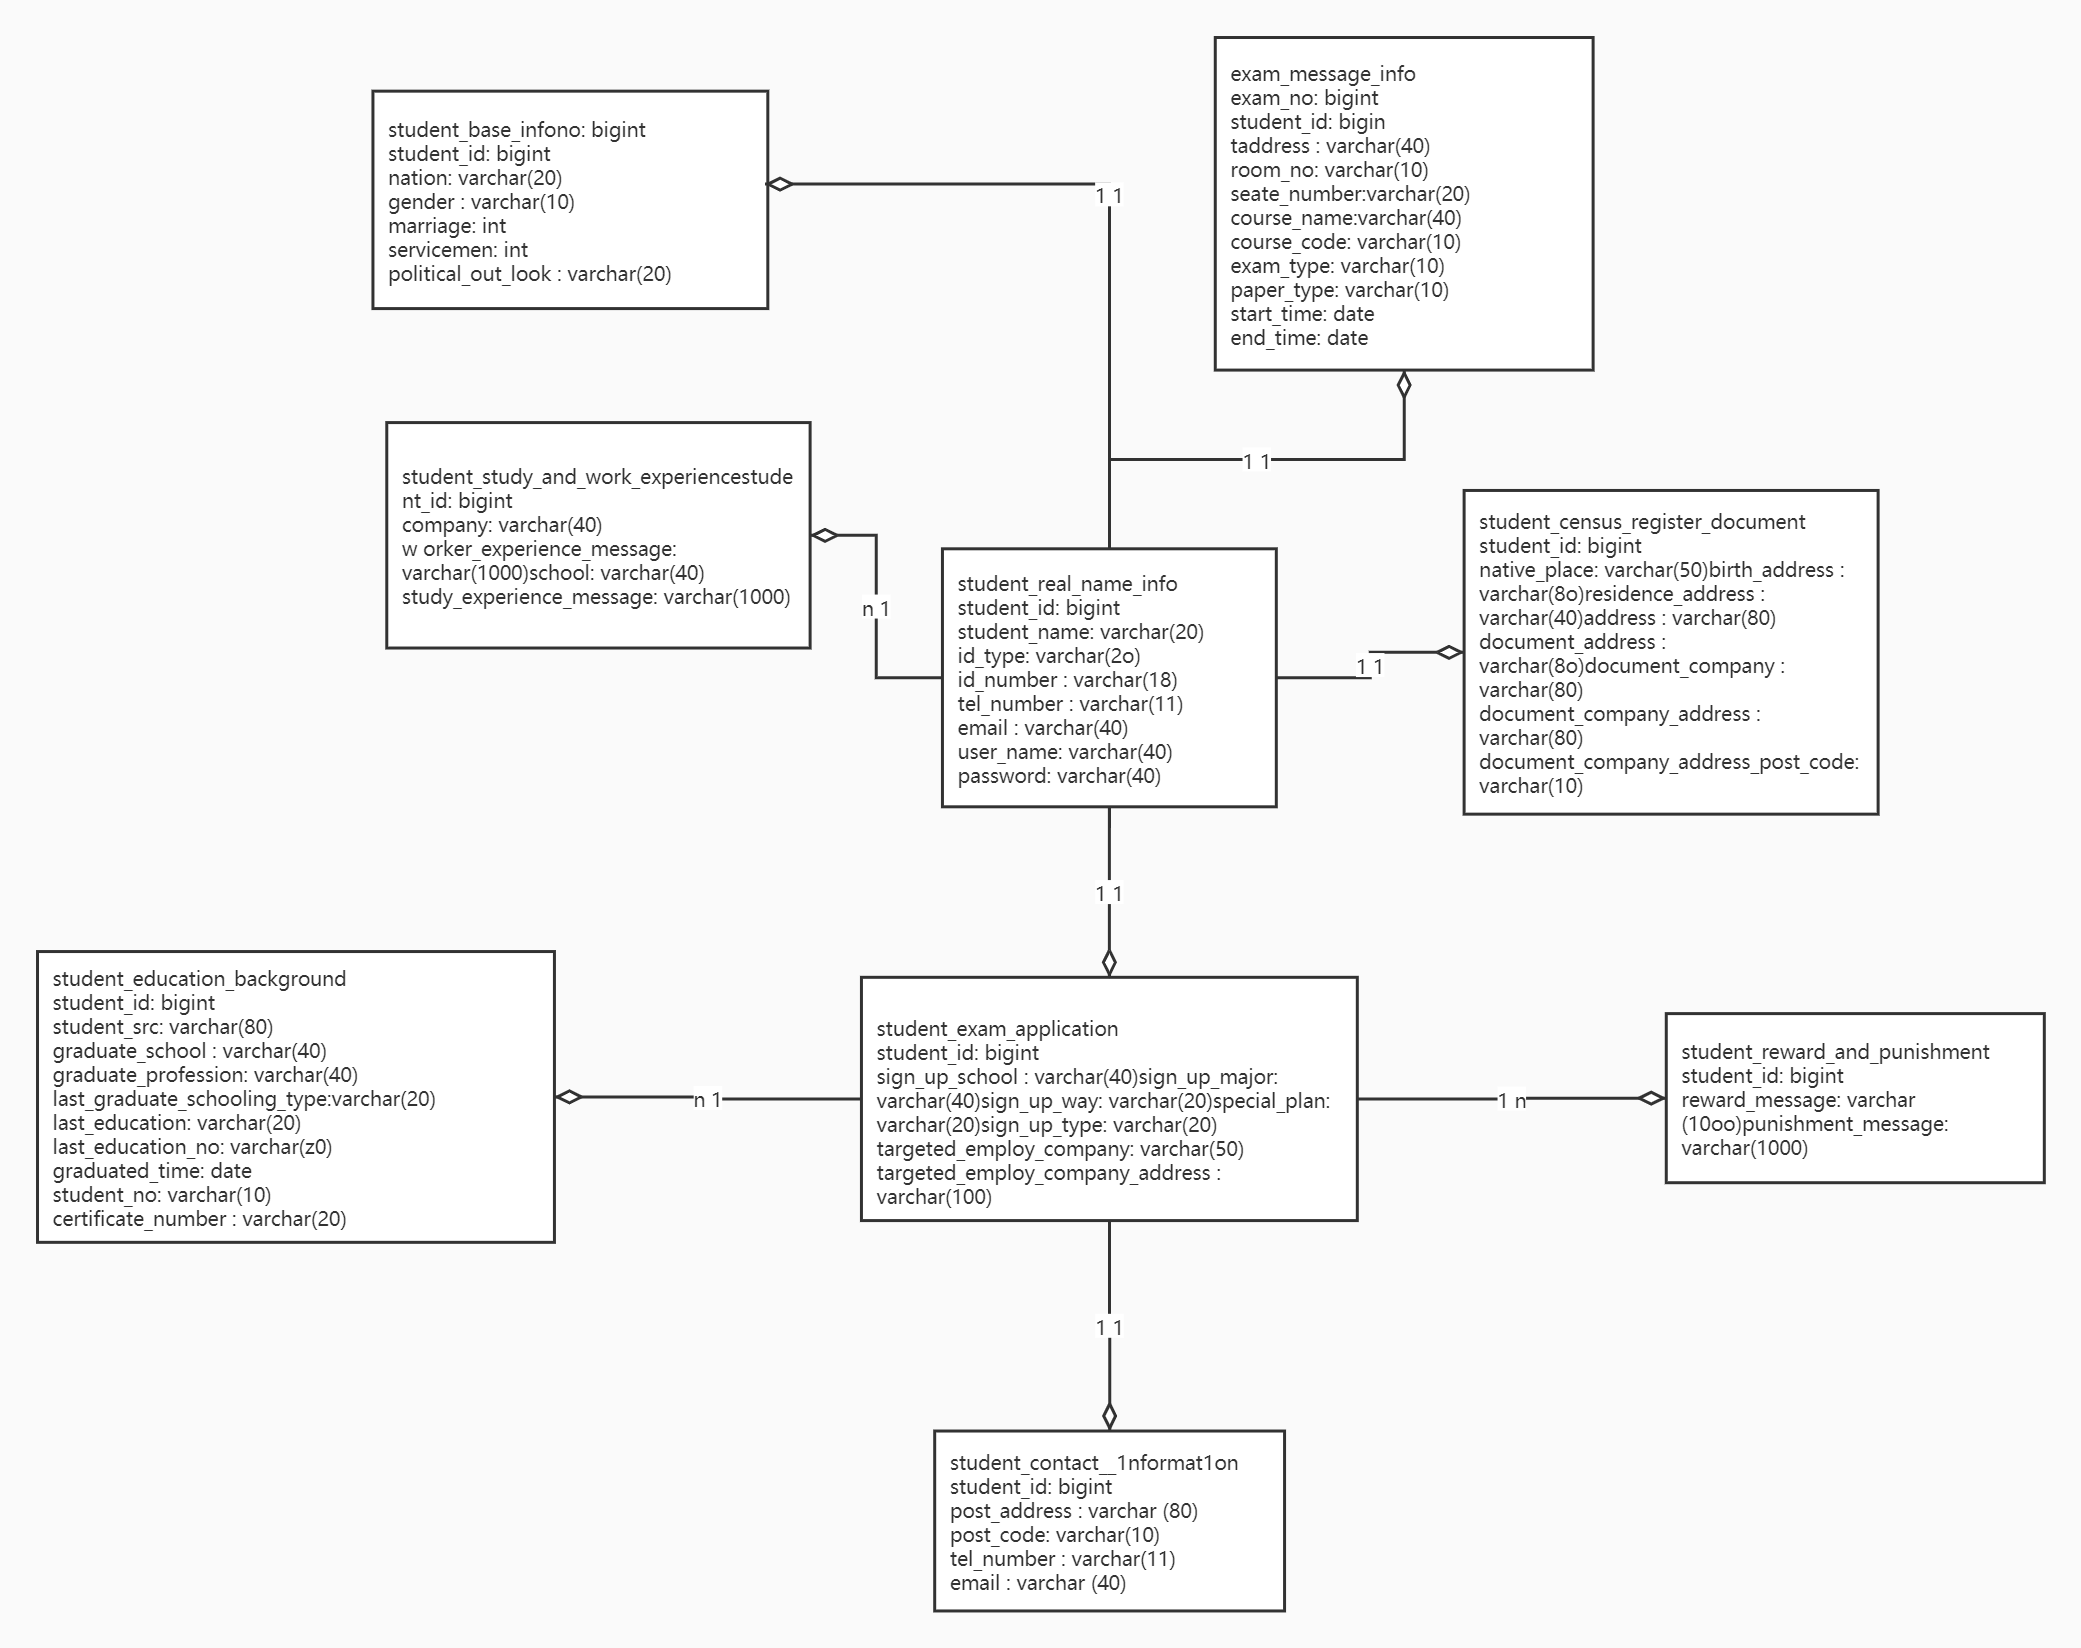 exam_message_info
exam_no: bigint
student_id: bigin
taddress : varchar(40)
room_no: varchar(10)
seate_number:varchar(20)
course_name:varchar(40)
course_code: varchar(10)
exam_type: varchar(10)
paper_type: varchar(10)
start_time: date
end_time: date
student_base_infono: bigint
student_id: bigint
nation: varchar(20)
gender : varchar(10)
marriage: int
servicemen: int
political_out_look : varchar(20)
1 1
1 1
student_study_and_work_experiencestude
nt_id: bigint
company: varchar(40)
w orker_experience_message:
varchar(1000)school: varchar(40)
study_experience_message: varchar(1000)
n 1
student_real_name_info
student_id: bigint
student_name: varchar(20)
id_type: varchar(2o)
id_number : varchar(18)
tel_number : varchar(11)
email : varchar(40)
user_name: varchar(40)
password: varchar(40)
1 1
student_census_register_document
student_id: bigint
native_place: varchar(50)birth_address :
varchar(8o)residence_address :
varchar(40)address : varchar(80)
document_address :
varchar(8o)document_company :
varchar(80)
document_company_address :
varchar(80)
document_company_address_post_code:
varchar(10)
1 1
student_education_background
student_id: bigint
student_src: varchar(80)
graduate_school : varchar(40)
graduate_profession: varchar(40)
last_graduate_schooling_type:varchar(20)
last_education: varchar(20)
last_education_no: varchar(z0)
graduated_time: date
student_no: varchar(10)
certificate_number : varchar(20)
n 1
student_exam_application
student_id: bigint
sign_up_school : varchar(40)sign_up_major:
varchar(40)sign_up_way: varchar(20)special_plan:
varchar(20)sign_up_type: varchar(20)
targeted_employ_company: varchar(50)
targeted_employ_company_address :
varchar(100)
1 n
student_reward_and_punishment
student_id: bigint
reward_message: varchar
(10oo)punishment_message:
varchar(1000)
1 1
student_contact__1nformat1on
student_id: bigint
post_address : varchar (80)
post_code: varchar(10)
tel_number : varchar(11)
email : varchar (40)